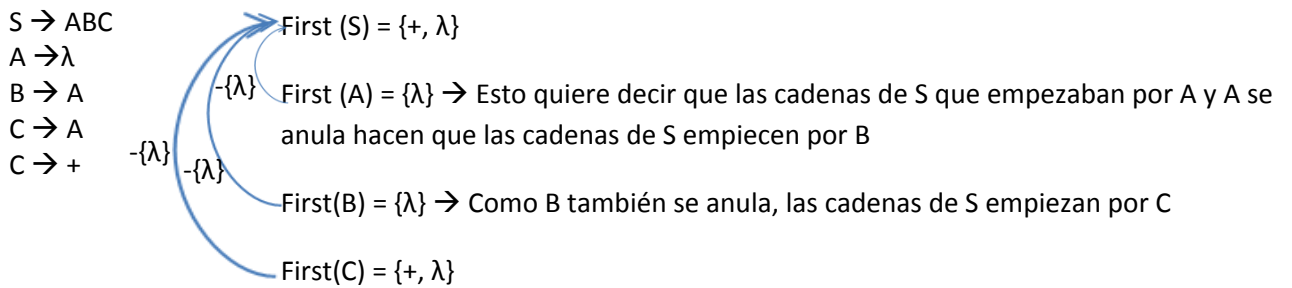 S → ABC
A →λ
B → A
C → A
C → +
First (S) = {+, λ}
-{λ}
First (A) = {λ} → Esto quiere decir que las cadenas de S que empezaban por A y A se
anula hacen que las cadenas de S empiecen por B
-{λ}
-{λ}
First(B) = {λ} → Como B también se anula, las cadenas de S empiezan por C
First(C) = {+, λ}